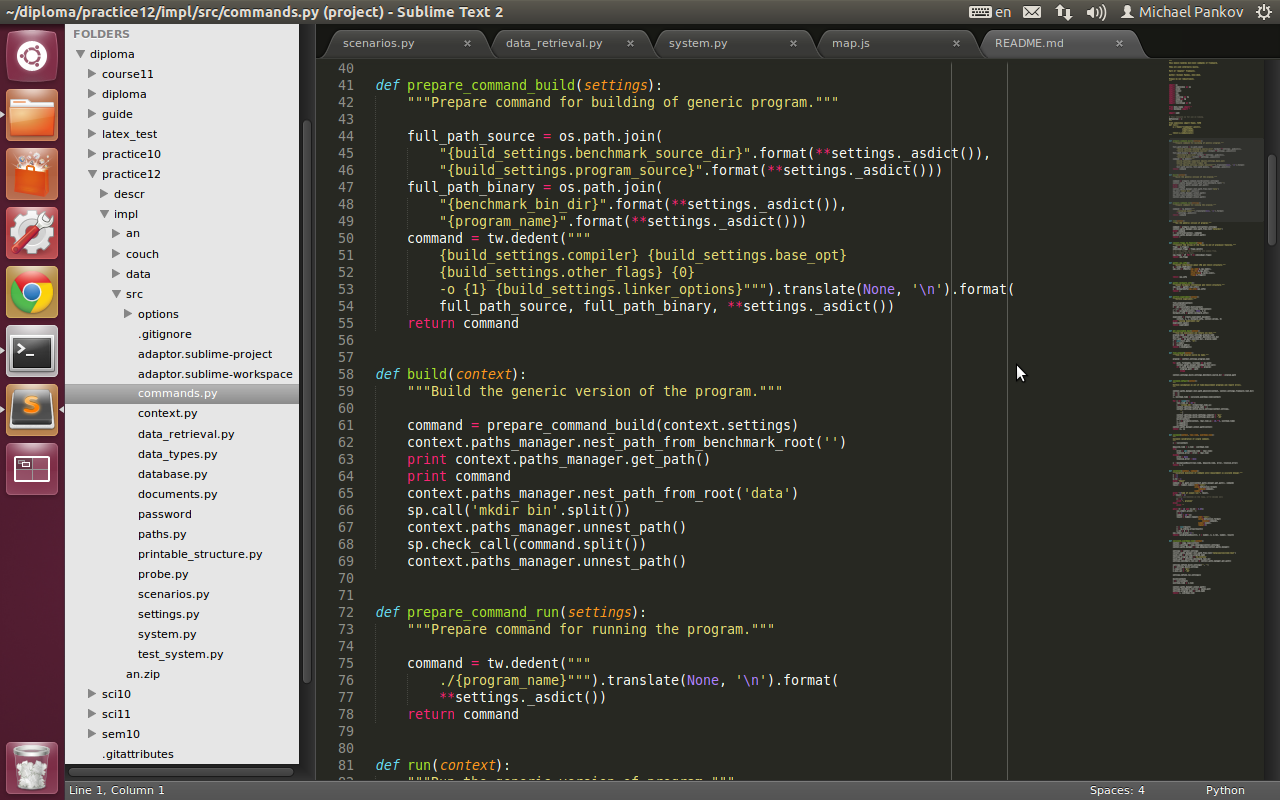 ~/diploma/practice12/impl/src/commands.py (project) - Sublime Text 2
en
Michael Pankov
FOLDERS
diploma
course11
diploma
guide
latex_test
practice10
practice12
descr
impl
an
couch
data
src
options
.gitignore
adaptor.sublime-project
adaptor.sublime-workspace
commands.py
context.py
data_retrieval.py
data_types.py
database.py
documents.py
password
paths.py
printable_structure.py
probe.py
scenarios.py
settings.py
system.py
test_system.py
an.zip
sci10
sci11
sem10
.gitattributes
scenarios.py × data_retrieval.py × system.py × map.js × README.md ×
40
41 def prepare_command_build(settings):
42     """Prepare command for building of generic program."""
43
44     full_path_source = os.path.join(
45         "{build_settings.benchmark_source_dir}".format(**settings._asdict()),
46         "{build_settings.program_source}".format(**settings._asdict()))
47     full_path_binary = os.path.join(
48         "{benchmark_bin_dir}".format(**settings._asdict()),
49         "{program_name}".format(**settings._asdict()))
50     command = tw.dedent("""
51         {build_settings.compiler} {build_settings.base_opt}
52         {build_settings.other_flags} {0}
53         -o {1} {build_settings.linker_options}""").translate(None, '\n').format(
54         full_path_source, full_path_binary, **settings._asdict())
55     return command
56
57
58 def build(context):
59     """Build the generic version of the program."""
60
61     command = prepare_command_build(context.settings)
62     context.paths_manager.nest_path_from_benchmark_root('')
63     print context.paths_manager.get_path()
64     print command
65     context.paths_manager.nest_path_from_root('data')
66     sp.call('mkdir bin'.split())
67     context.paths_manager.unnest_path()
68     sp.check_call(command.split())
69     context.paths_manager.unnest_path()
70
71
72 def prepare_command_run(settings):
73     """Prepare command for running the program."""
74
75     command = tw.dedent("""
76         ./{program_name}""").translate(None, '\n').format(
77         **settings._asdict())
78     return command
79
80
81 def run(context):
82     """Run the generic version of program."""
Line 1, Column 1
Spaces: 4
Python